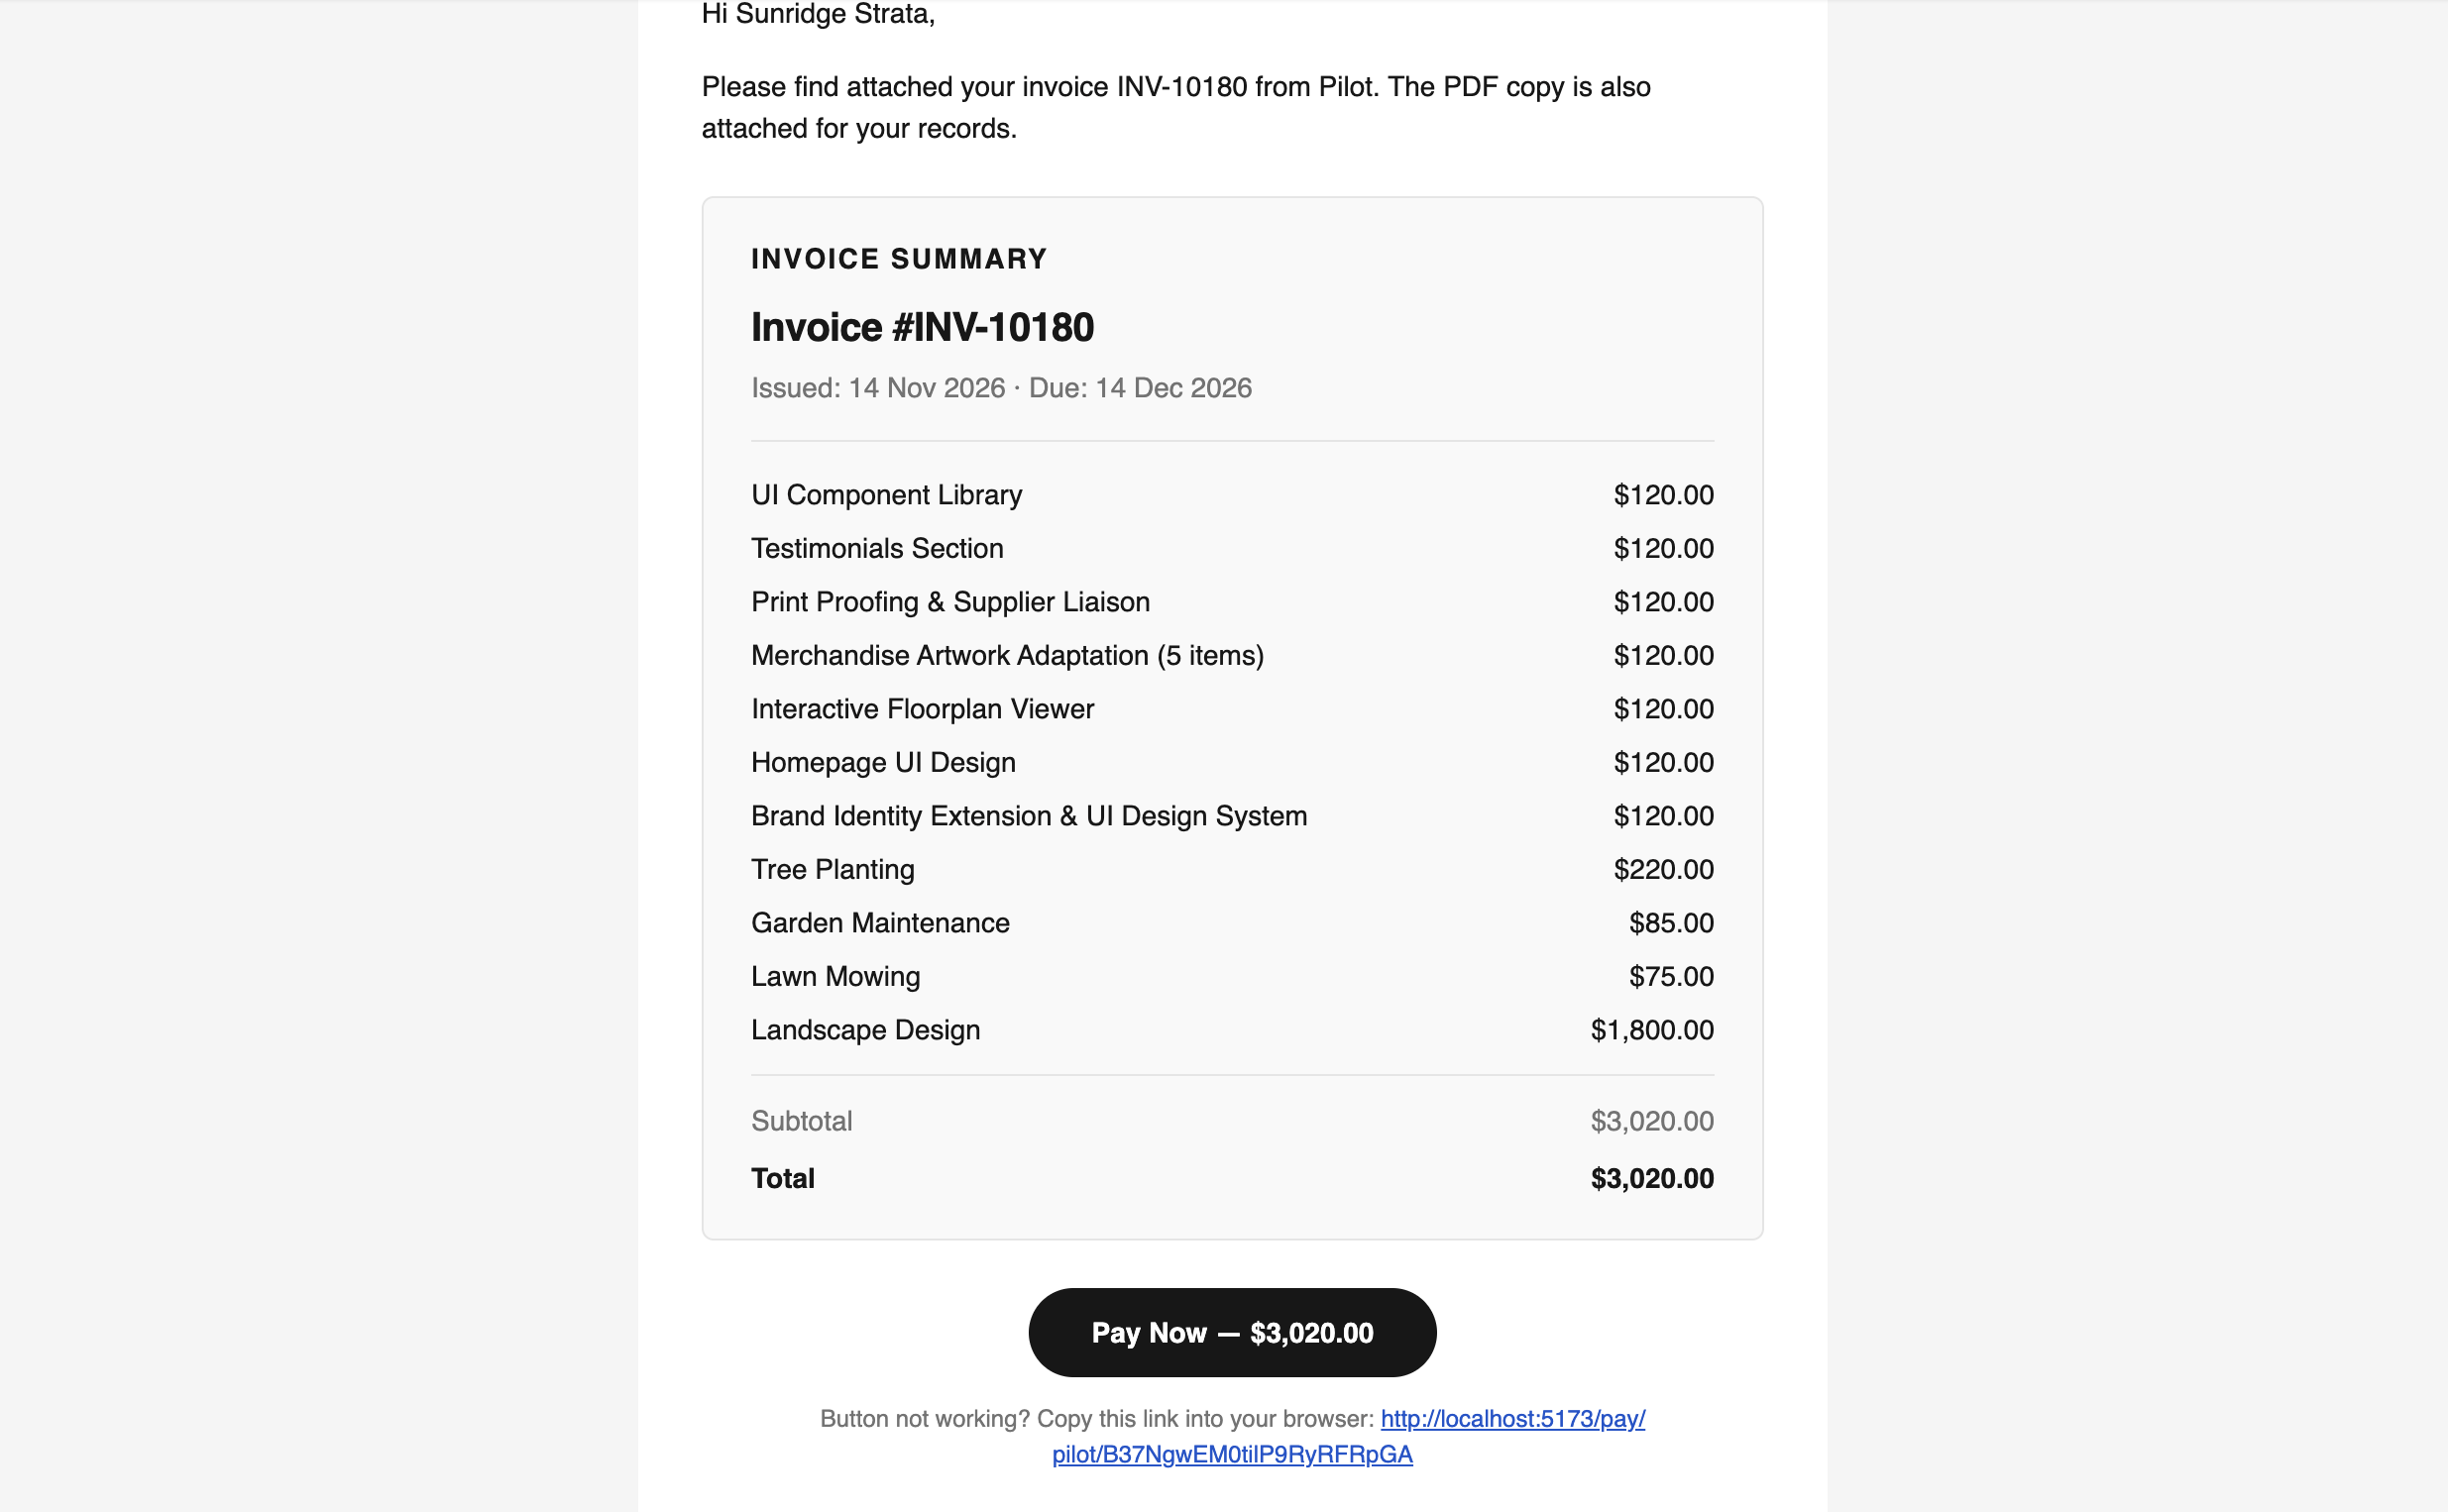 Hi Sunridge Strata,
Please find attached your invoice INV-10180 from Pilot. The PDF copy is also
attached for your records.
INVOICE SUMMARY
Invoice #INV-10180
Issued: 14 Nov 2026 · Due: 14 Dec 2026
UI Component Library $120.00
Testimonials Section $120.00
Print Proofing & Supplier Liaison $120.00
Merchandise Artwork Adaptation (5 items) $120.00
Interactive Floorplan Viewer $120.00
Homepage UI Design $120.00
Brand Identity Extension & UI Design System $120.00
Tree Planting $220.00
Garden Maintenance $85.00
Lawn Mowing $75.00
Landscape Design $1,800.00
Subtotal $3,020.00
Total $3,020.00
Pay Now — $3,020.00
Button not working? Copy this link into your browser: http://localhost:5173/pay/
pilot/B37NgwEM0tilP9RyRFRpGA